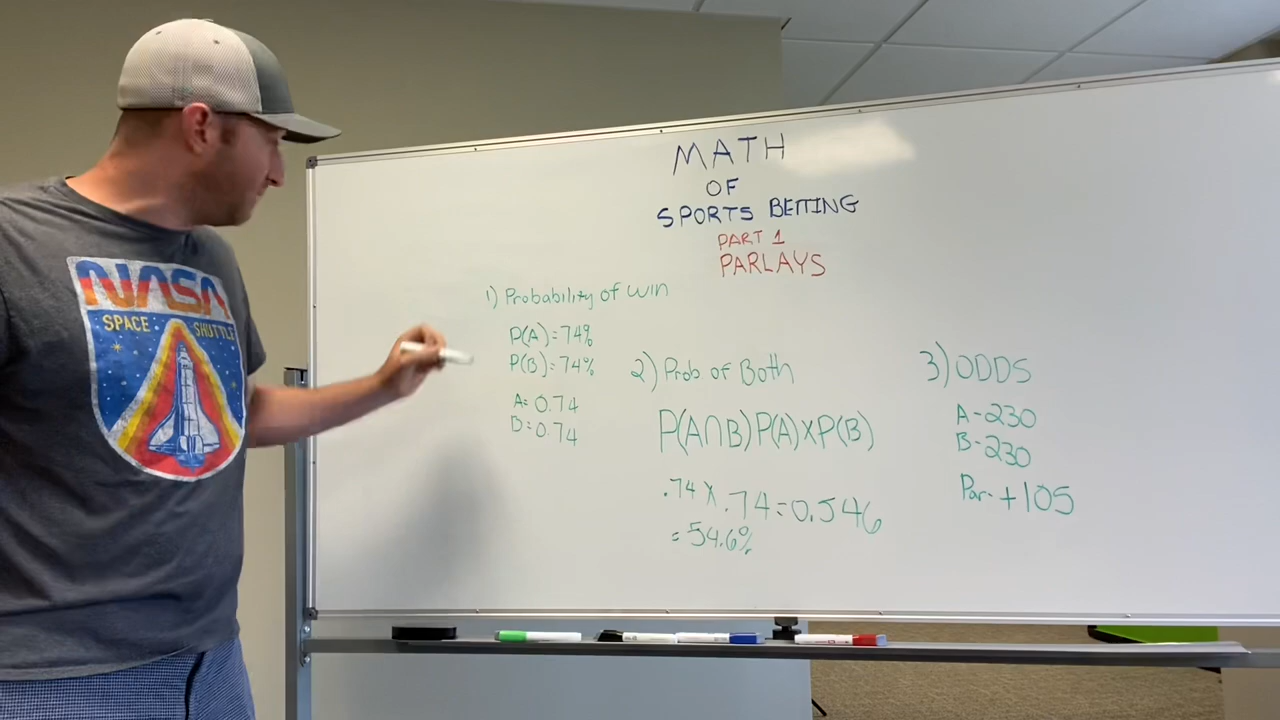 MATH
OF
SPORTS BETTING
PART 1
PARLAYS
1) Probability of win
P(A)=74%
P(B)=74%
A=0.74
B=0.74
2) Prob of Both
P(A∩B)P(A)XP(B)
.74 X .74=0.546
=54.6%
3) ODDS
A-230
B-230
Par-+105
NASA
SPACE SHUTTLE